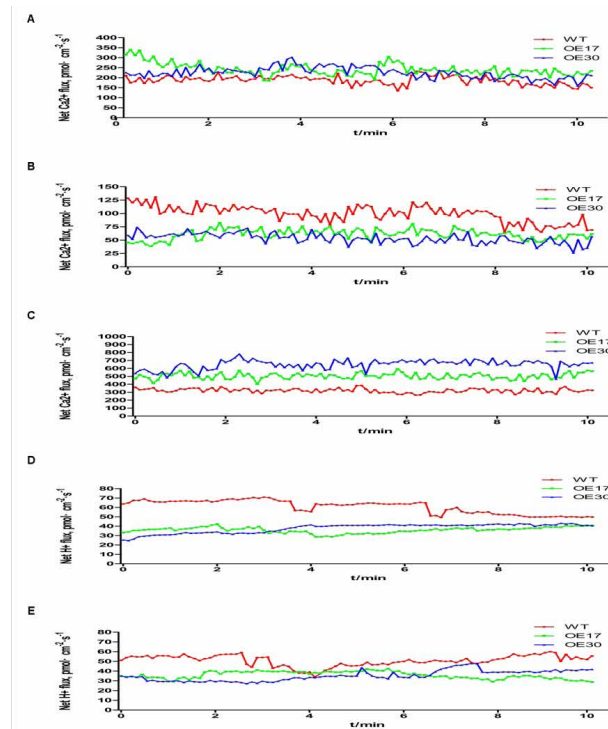 A
Net Ca2+ flux, pmol· cm⁻²·s⁻¹
400
350
300
250
200
150
100
50
0
2
4
6
8
10
t/min
WT
OE17
OE30
B
Net Ca2+ flux, pmol· cm⁻²·s⁻¹
150
125
100
75
50
25
0
0
2
4
6
8
10
t/min
WT
OE17
OE30
C
Net Ca2+ flux, pmol· cm⁻²·s⁻¹
1000
900
800
700
600
500
400
300
200
100
0
0
2
4
6
8
10
t/min
WT
OE17
OE30
D
Net H+ flux, pmol· cm⁻²·s⁻¹
80
70
60
50
40
30
20
10
0
0
2
4
6
8
10
t/min
WT
OE17
OE30
E
Net H+ flux, pmol· cm⁻²·s⁻¹
80
70
60
50
40
30
20
10
0
0
2
4
6
8
10
t/min
WT
OE17
OE30